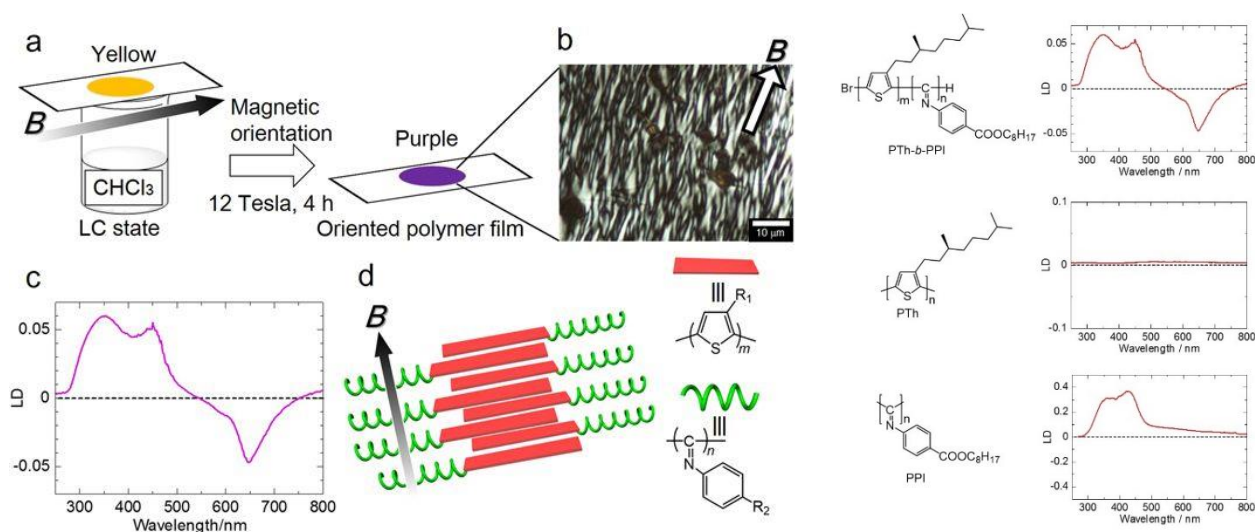 a
Yellow
B
CHCl₃
LC state
Magnetic
orientation
12 Tesla, 4 h
Purple
Oriented polymer film
b
B
10 μm
c
LD
0.05
0
-0.05
300 400 500 600 700 800
Wavelength/nm
d
B
R₁
S
m
C
n
N
R₂
Br
S
m
C
n
H
N
COOC₈H₁₇
PTh-b-PPI
LD
0.05
0
-0.05
300 400 500 600 700 800
Wavelength / nm
S
n
PTh
LD
0.1
0
-0.1
300 400 500 600 700 800
Wavelength / nm
C
n
N
COOC₈H₁₇
PPI
LD
0.4
0.2
0
-0.2
-0.4
300 400 500 600 700 800
Wavelength / nm